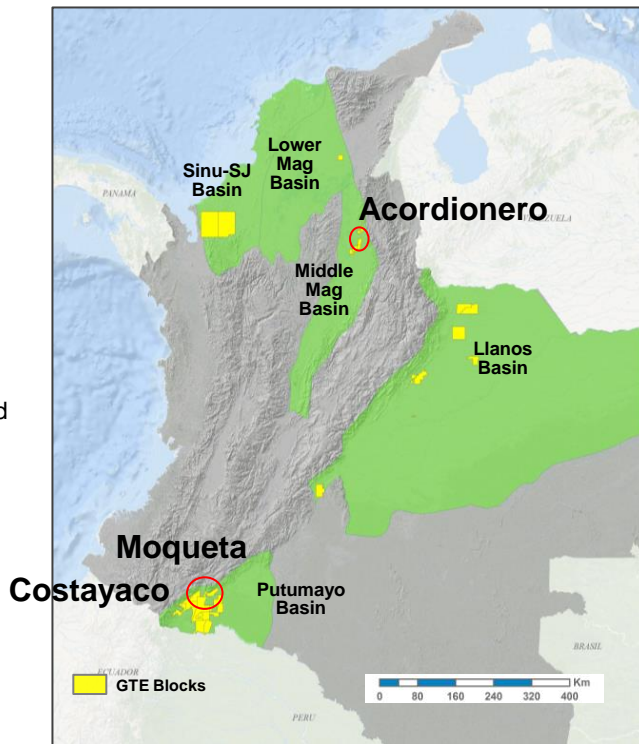 Lower
Mag
Basin
Sinu-SJ
Basin
PANAMA
Acordionero
VENEZUELA
Middle
Mag
Basin
Llanos
Basin
d
Moqueta
Costayaco
Putumayo
Basin
ECUADOR
GTE Blocks
PERU
BRASIL
Km
0 80 160 240 320 400